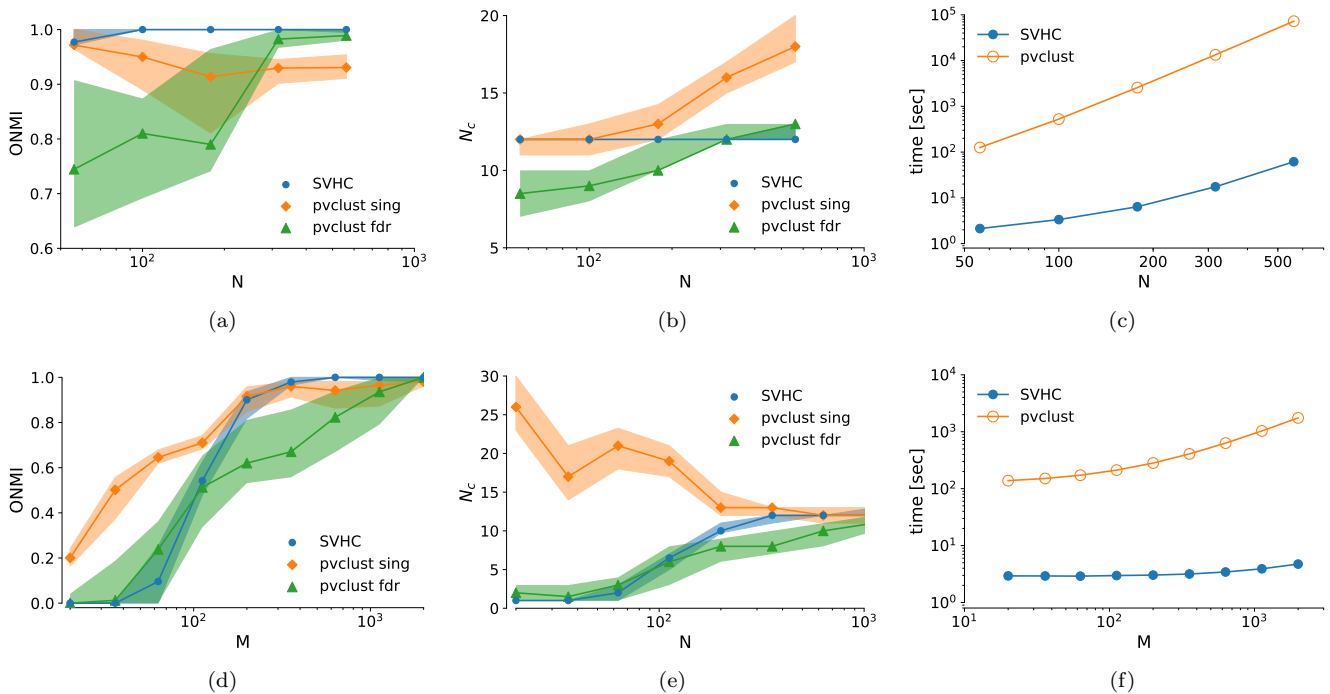 1.0
0.9
0.8
0.7
0.6
ONMI
SVHC
pvclust sing
pvclust fdr
10²
10³
N
(a)
20
15
10
5
N_c
SVHC
pvclust sing
pvclust fdr
10²
10³
N
(b)
10⁵
10⁴
10³
10²
10¹
10⁰
time [sec]
SVHC
pvclust
50
100
200
500
N
(c)
1.0
0.8
0.6
0.4
0.2
0.0
ONMI
SVHC
pvclust sing
pvclust fdr
10²
10³
M
(d)
30
25
20
15
10
5
0
N_c
SVHC
pvclust sing
pvclust fdr
10²
10³
N
(e)
10⁴
10³
10²
10¹
10⁰
time [sec]
SVHC
pvclust
10¹
10²
10³
M
(f)